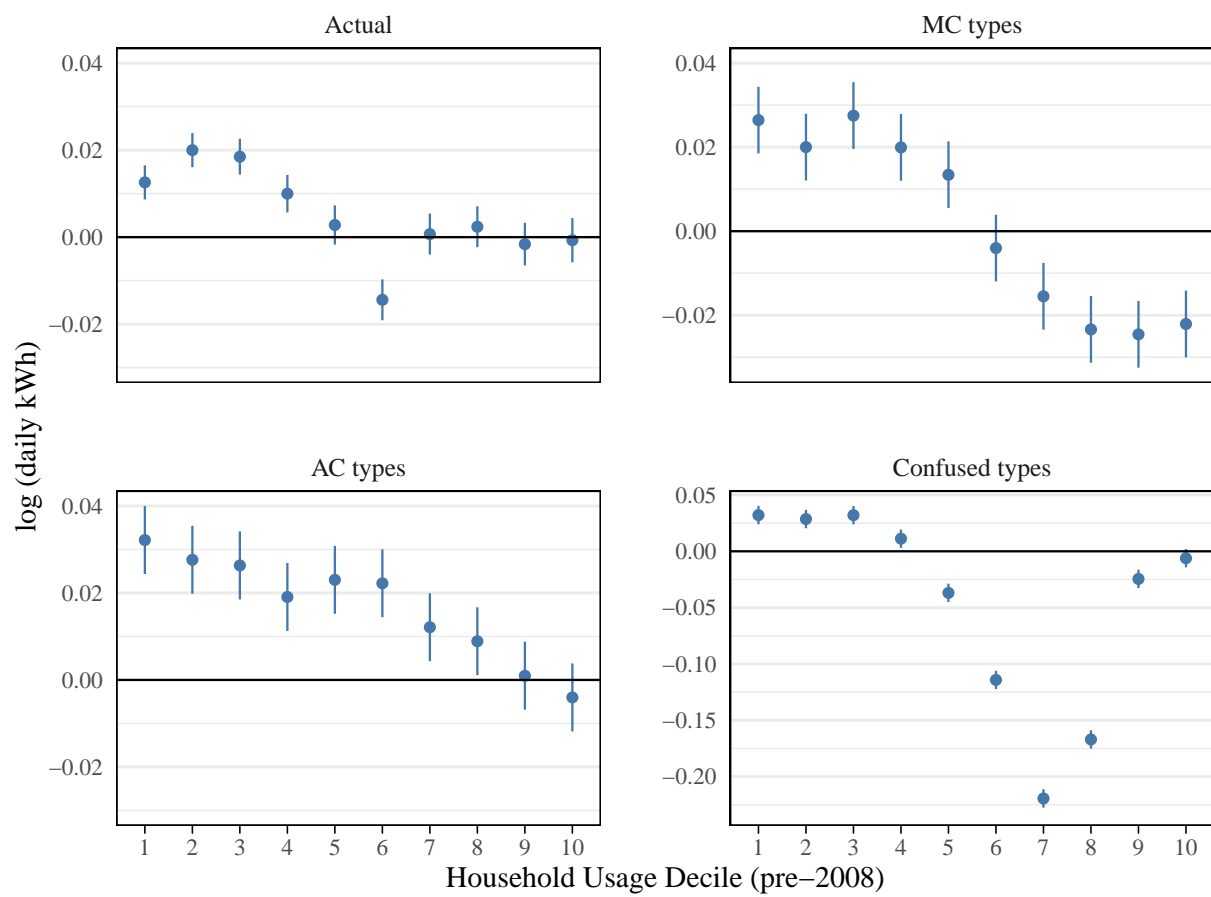 Actual
MC types
0.04
0.02
0.00
−0.02
0.04
0.02
0.00
−0.02
log (daily kWh)
AC types
Confused types
0.04
0.02
0.00
−0.02
0.05
0.00
−0.05
−0.10
−0.15
−0.20
1 2 3 4 5 6 7 8 9 10
1 2 3 4 5 6 7 8 9 10
Household Usage Decile (pre−2008)